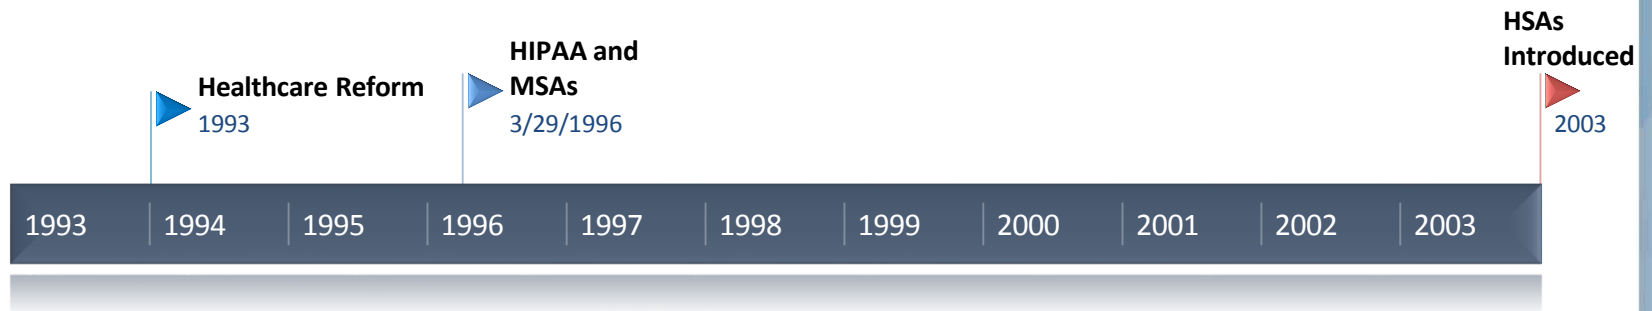 HSAs
Introduced
2003
HIPAA and
MSAs
3/29/1996
Healthcare Reform
1993
1993 1994 1995 1996 1997 1998 1999 2000 2001 2002 2003